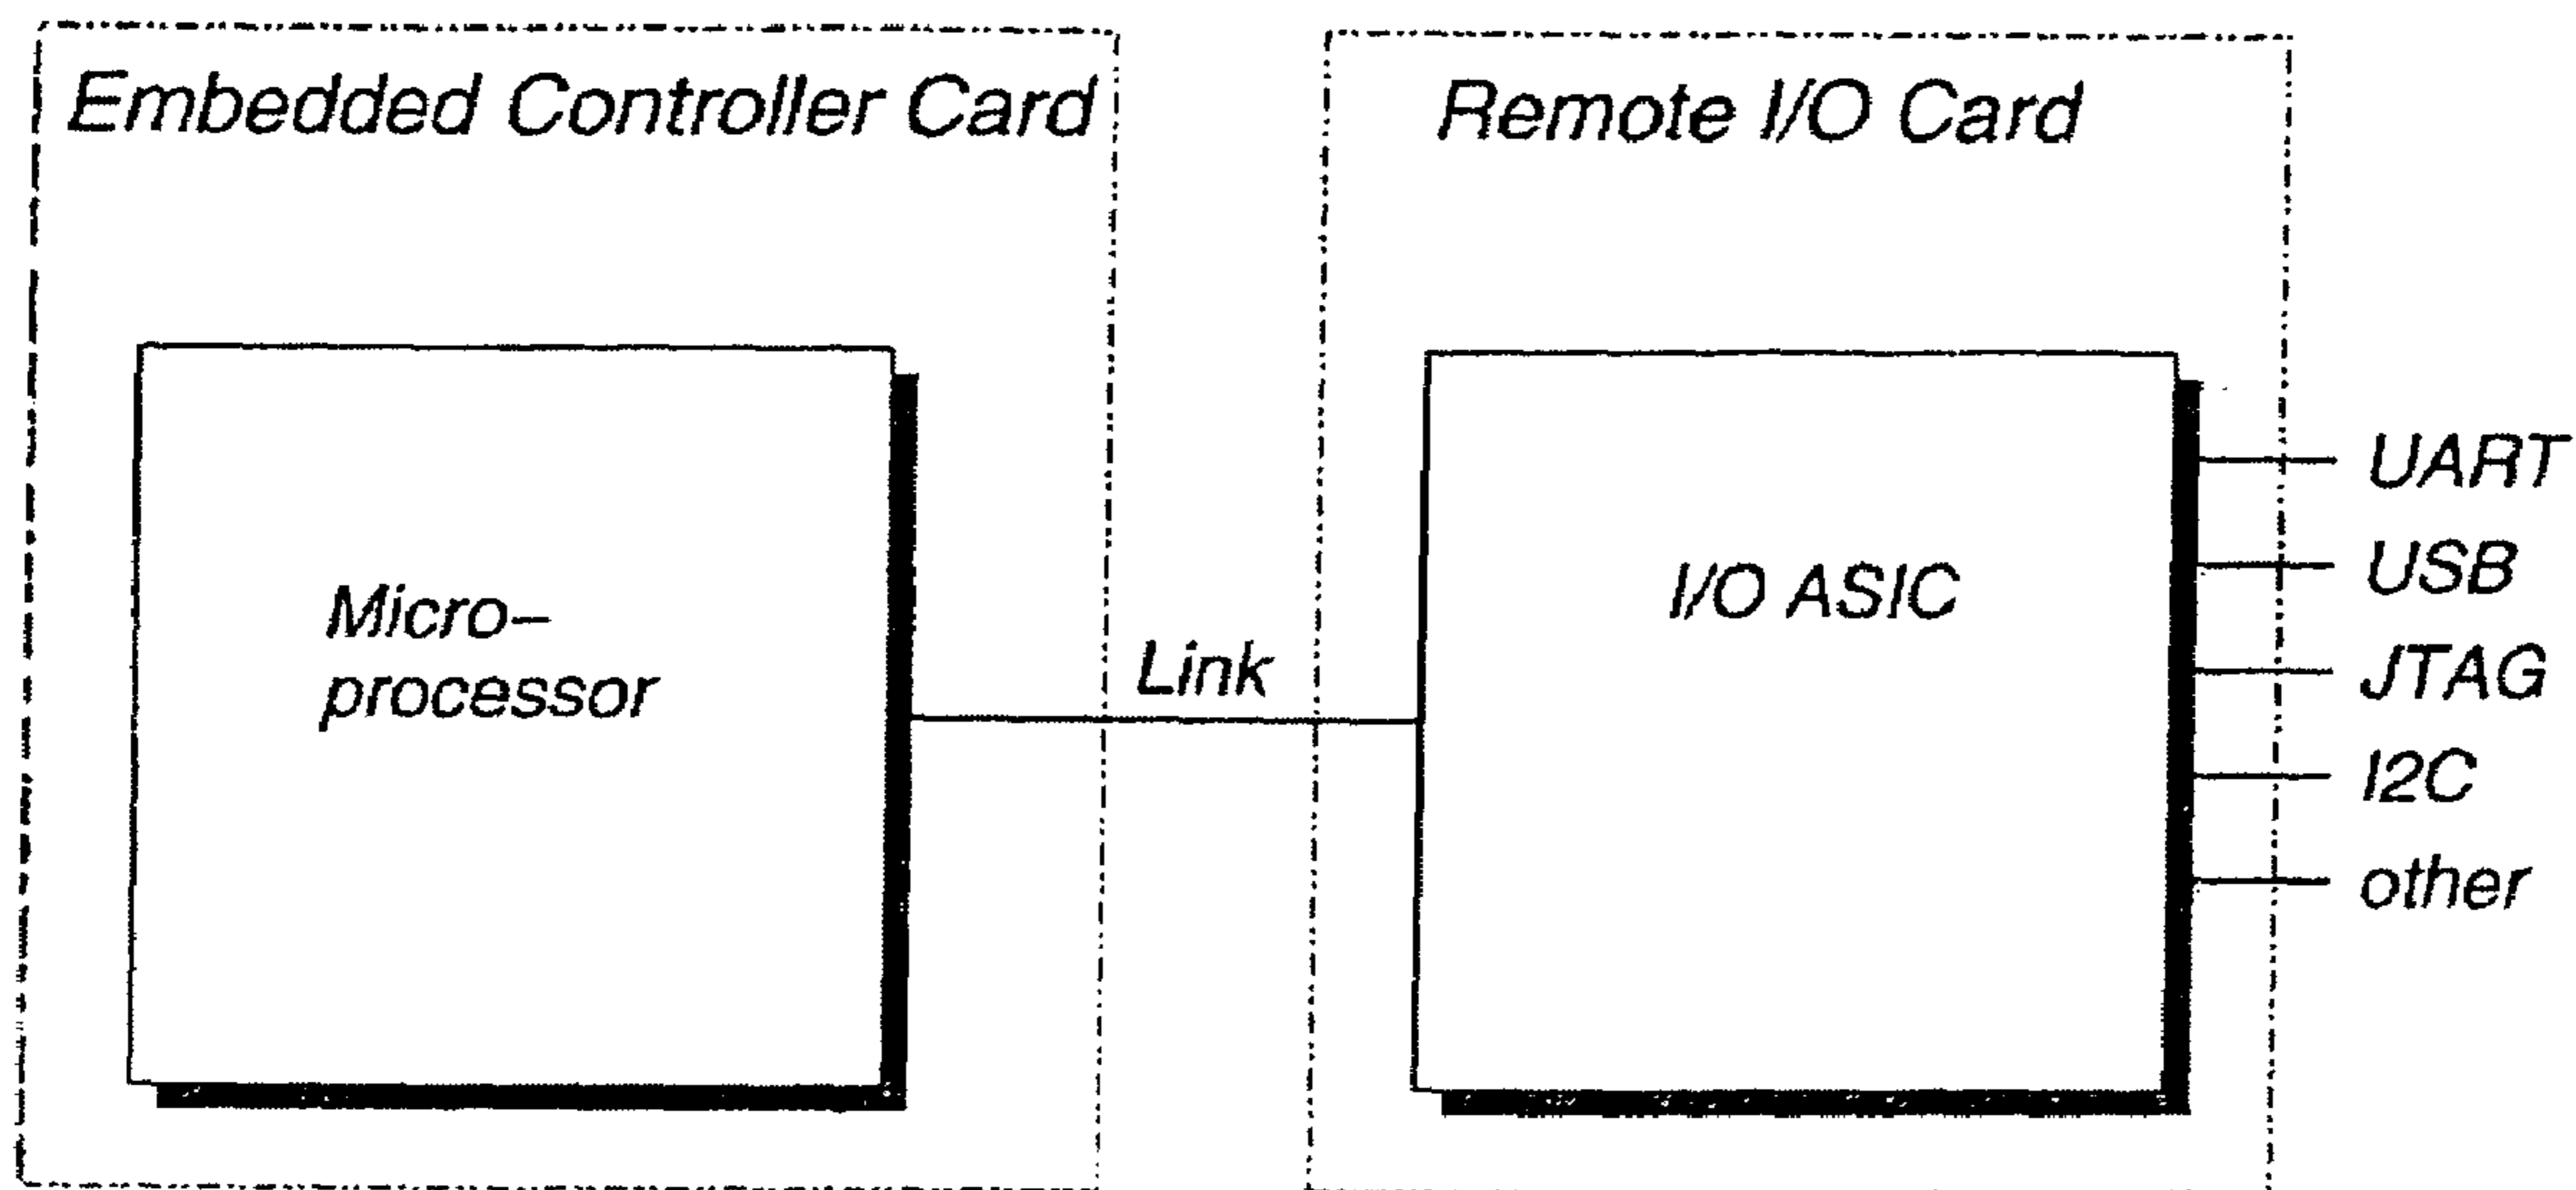 Embedded Controller Card
Remote I/O Card
Micro–
processor
Link
I/O ASIC
UART
USB
JTAG
I2C
other